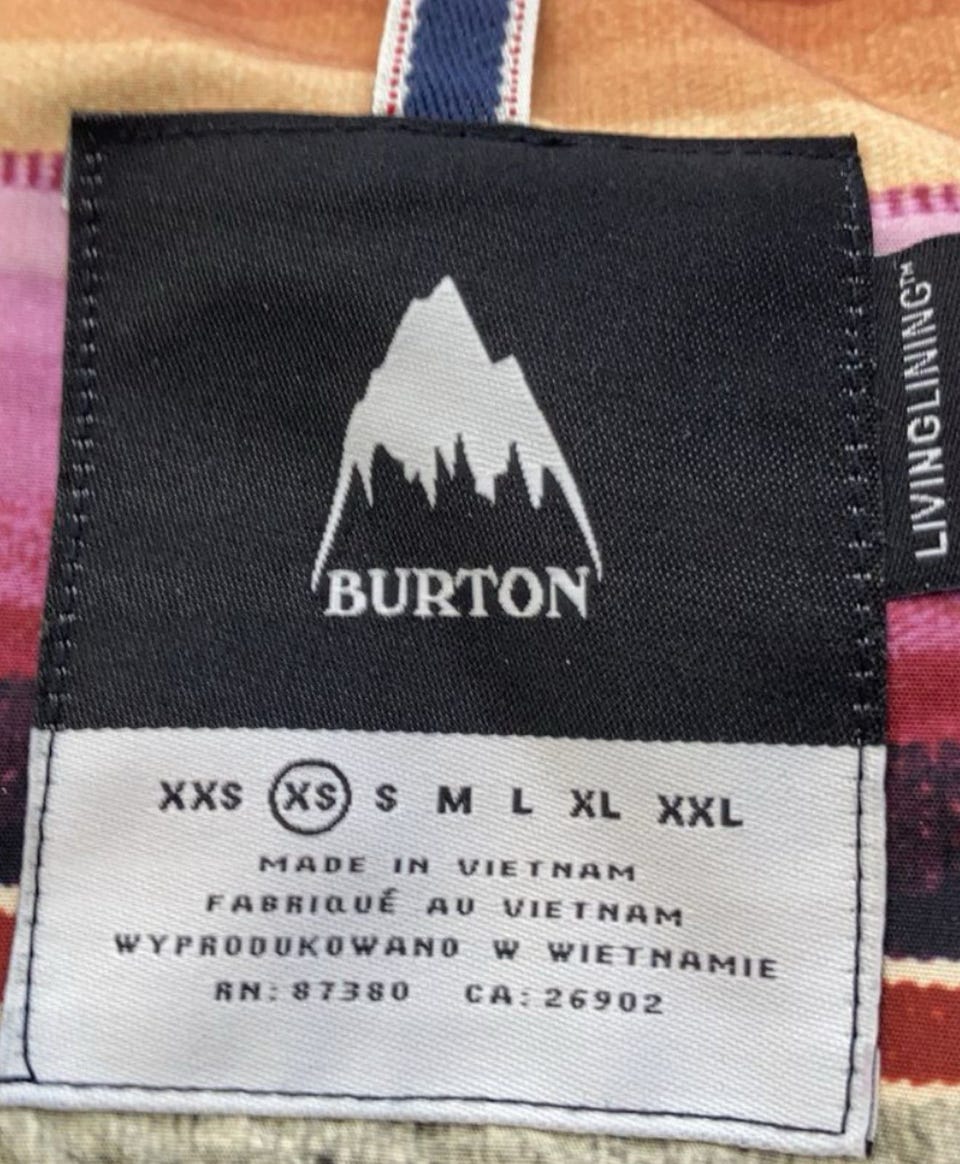 BURTON
LIVINGLINING™
XXS XS S M L XL XXL
MADE IN VIETNAM
FABRIQUÉ AU VIETNAM
WYPRODUKOWANO W WIETNAMIE
RN: 87380 CA: 26902